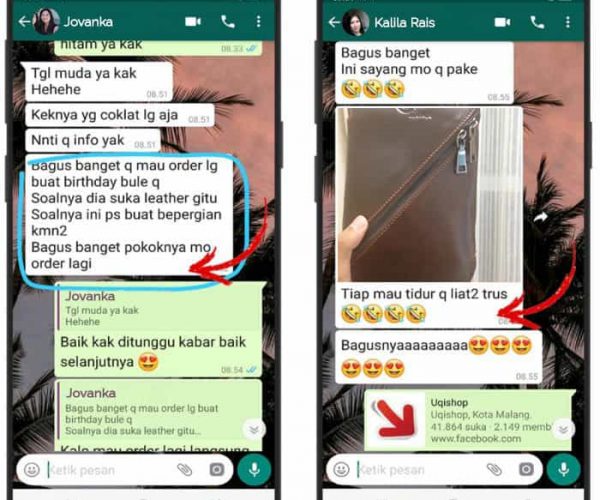 Jovanka
hitam ya kak
08.33
Tgl muda ya kak
Hehehe
08.51
Keknya yg coklat lg aja
08.51
Nnti q info yak
08.51
Bagus banget q mau order lg
buat birthday bule q
Soalnya dia suka leather gitu
Soalnya ini ps buat bepergian
kmn2
Bagus banget pokoknya mo
order lagi
Jovanka
Tgl muda ya kak
Hehehe
Baik kak ditunggu kabar baik
selanjutnya 😍
08.54
Jovanka
Bagus banget q mau order lg buat
birthday bule q
Soalnya dia suka leather gitu...
Kalo mau order lagi langsung
Ketik pesan
Kalila Rais
Bagus banget
Ini sayang mo q pake
🤣🤣🤣
08.55
Tiap mau tidur q liat2 trus
🤣🤣🤣🤣
Bagusnyaaaaaaaaa😍😍😍
😍😍😍
08.55
Uqishop
Uqishop, Kota Malang.
41.864 suka · 2.149 memb
www.facebook.com
Ketik pesan